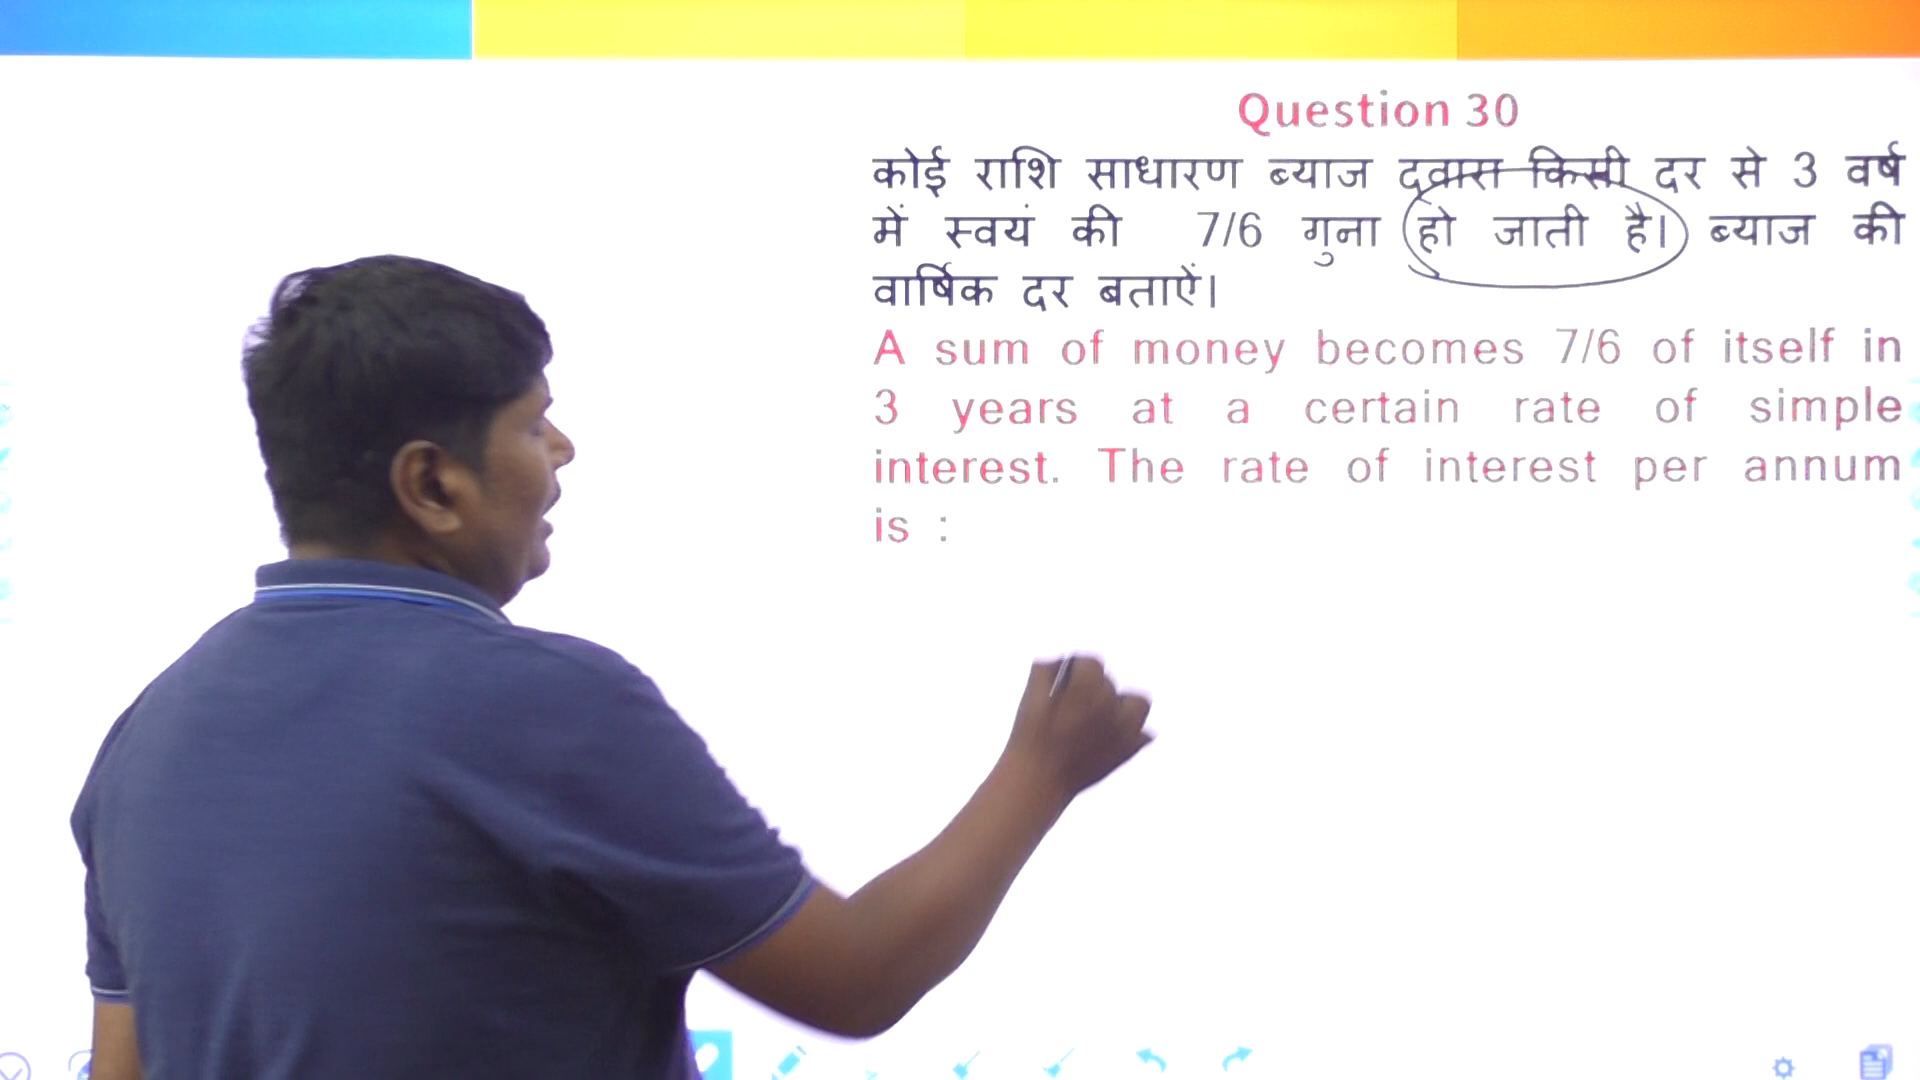 Question 30
कोई राशि साधारण ब्याज दवारा किसी दर से 3 वर्ष
में स्वयं की 7/6 गुना हो जाती है। ब्याज की
वार्षिक दर बताऐं।
A sum of money becomes 7/6 of itself in
3 years at a certain rate of simple
interest. The rate of interest per annum
is :